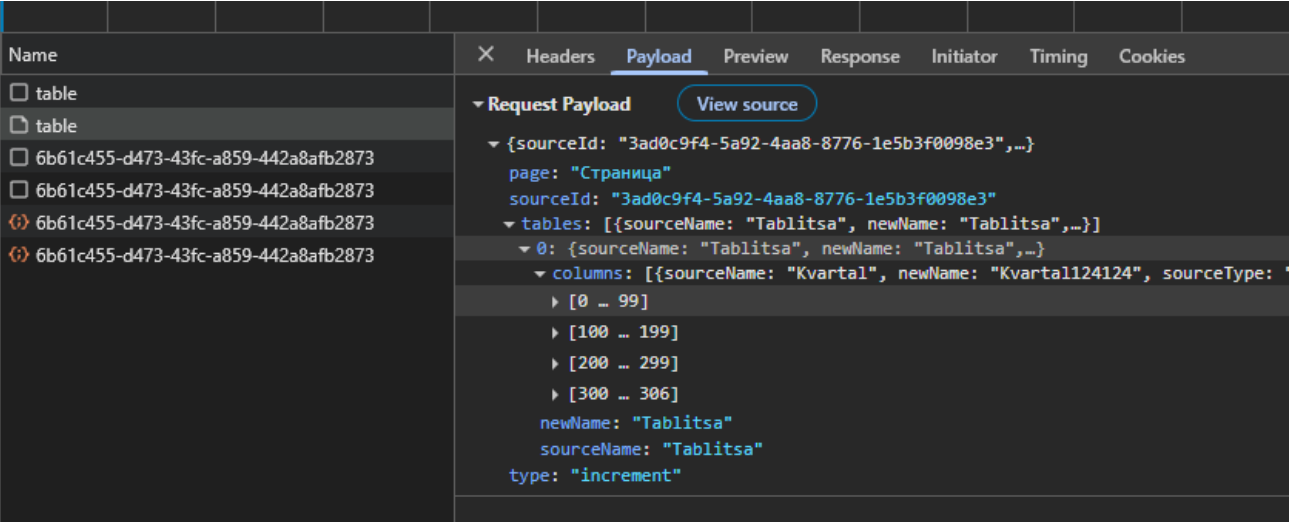 Name
table
table
6b61c455-d473-43fc-a859-442a8afb2873
6b61c455-d473-43fc-a859-442a8afb2873
6b61c455-d473-43fc-a859-442a8afb2873
6b61c455-d473-43fc-a859-442a8afb2873
Headers Payload Preview Response Initiator Timing Cookies
Request Payload View source
{sourceId: "3ad0c9f4-5a92-4aa8-8776-1e5b3f0098e3",…}
page: "Страница"
sourceId: "3ad0c9f4-5a92-4aa8-8776-1e5b3f0098e3"
tables: [{sourceName: "Tablitsa", newName: "Tablitsa",…}]
0: {sourceName: "Tablitsa", newName: "Tablitsa",…}
columns: [{sourceName: "Kvartal", newName: "Kvartal124124", sourceType: "
[0 … 99]
[100 … 199]
[200 … 299]
[300 … 306]
newName: "Tablitsa"
sourceName: "Tablitsa"
type: "increment"